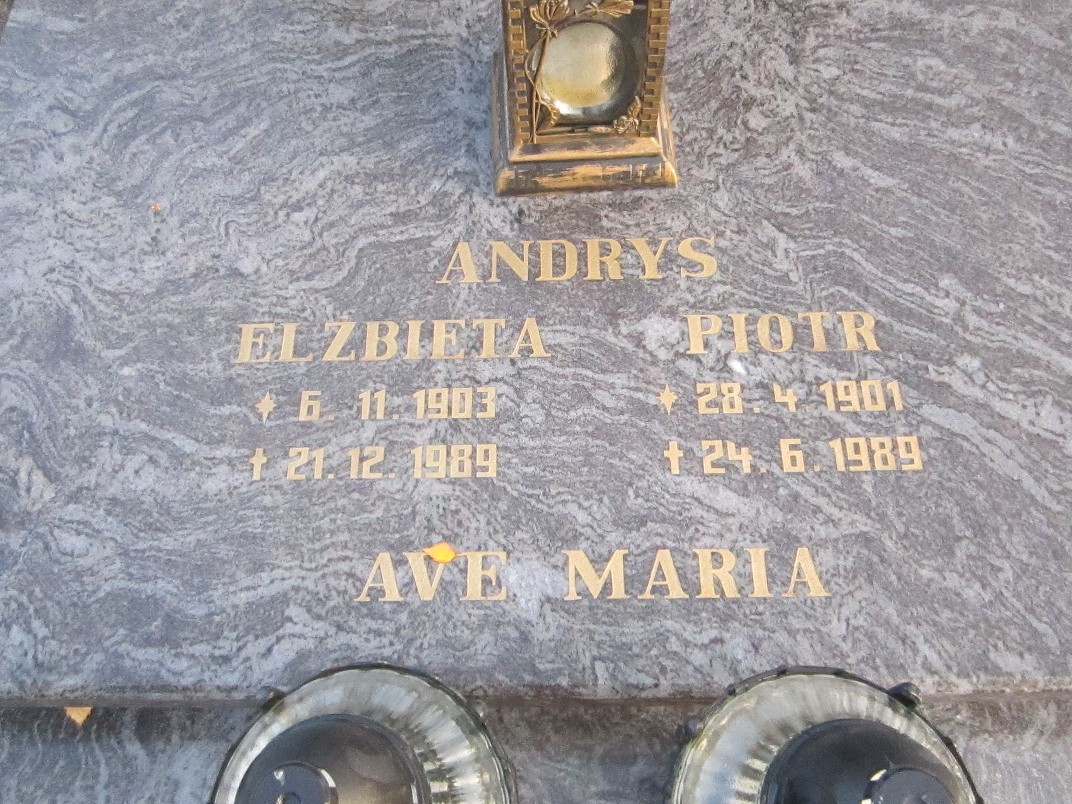 ANDRYS
ELŻBIETA PIOTR
✦ 6. 11. 1903 ✦ 28. 4. 1901
† 21. 12. 1989 † 24. 6. 1989
AVE MARIA